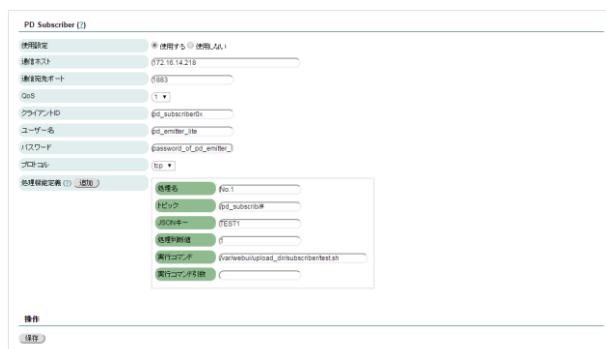 PD Subscriber (?)
使用設定 使用する 使用しない
通信ホスト 172.16.14.218
通信宛先ポート 1883
QoS 1
クライアントID pd_subscriber0x
ユーザー名 pd_emitter_lite
パスワード password_of_pd_emitter_
プロトコル tcp
処理機能定義 (?) 追加
処理名 No.1
トピック /pd_subscrib/#
JSONキー TEST1
処理判断値 1
実行コマンド /var/webui/upload_dir/subscriber/test.sh
実行コマンド引数
操作
保存